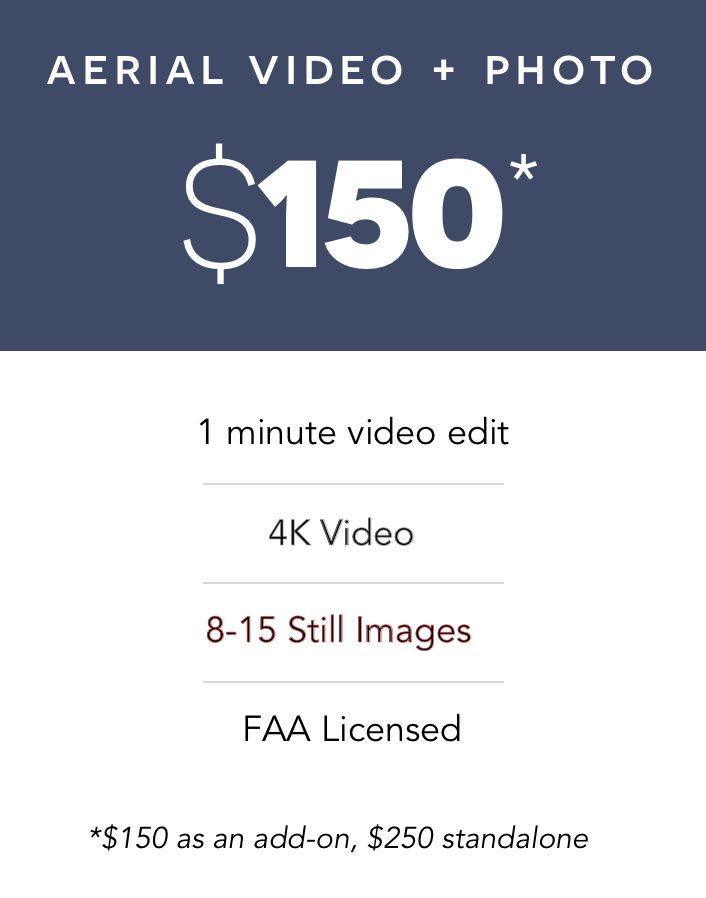 AERIAL VIDEO + PHOTO
$150*
1 minute video edit
4K Video
8-15 Still Images
FAA Licensed
*$150 as an add-on, $250 standalone